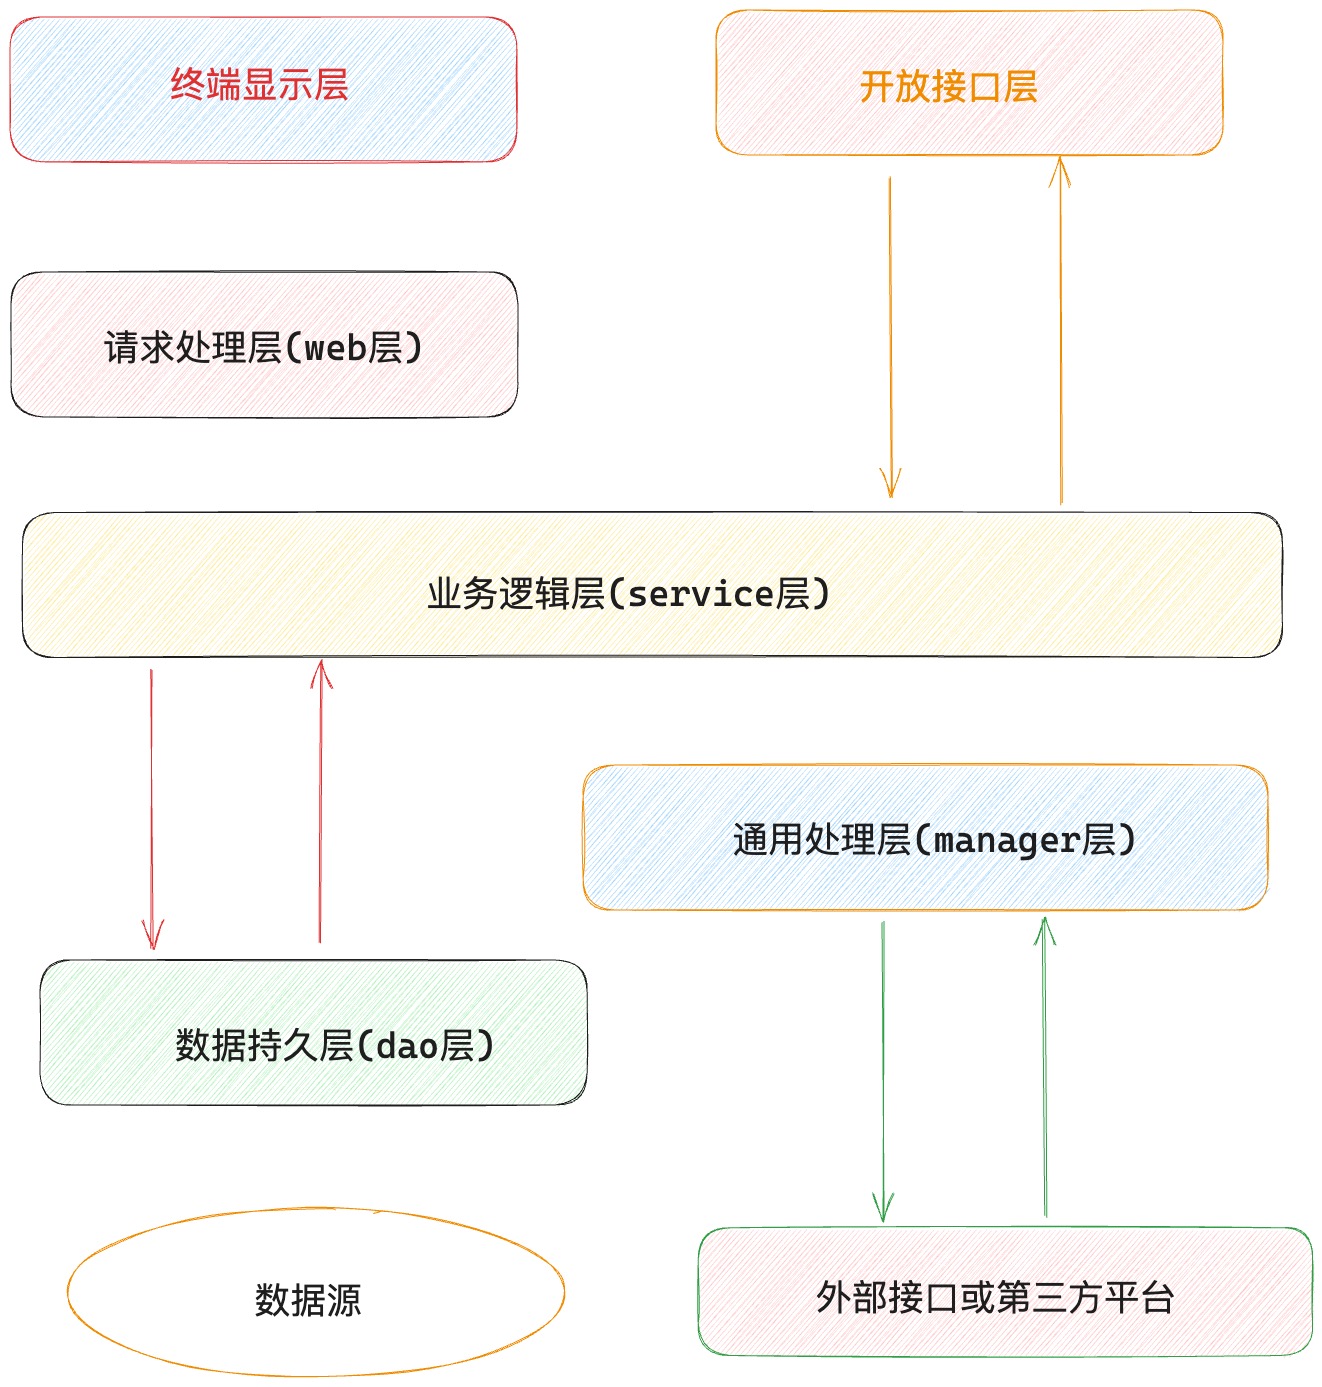 终端显示层
开放接口层
请求处理层(web层)
业务逻辑层(service层)
通用处理层(manager层)
数据持久层(dao层)
数据源
外部接口或第三方平台